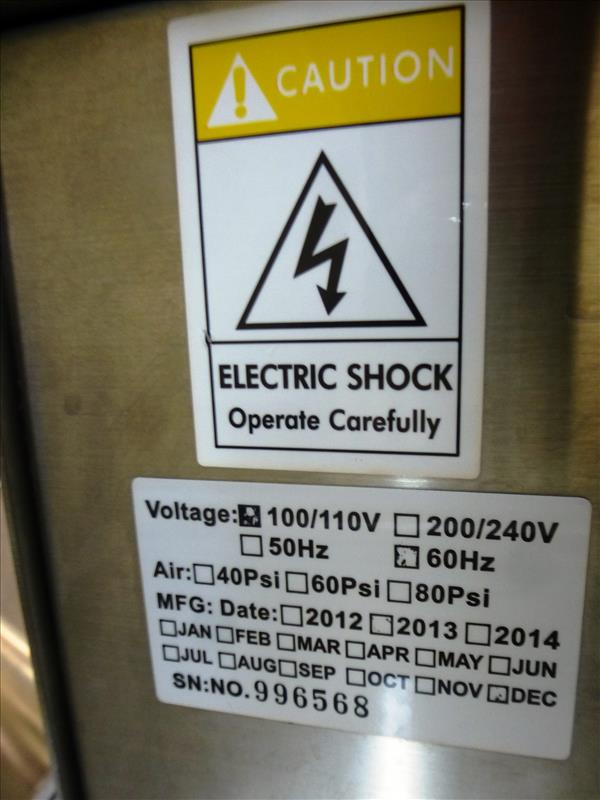 CAUTION
ELECTRIC SHOCK
Operate Carefully
Voltage: 100/110V 200/240V
50Hz 60Hz
Air: 40Psi 60Psi 80Psi
MFG: Date: 2012 2013 2014
JAN FEB MAR APR MAY JUN
JUL AUG SEP OCT NOV DEC
SN:NO. 996568